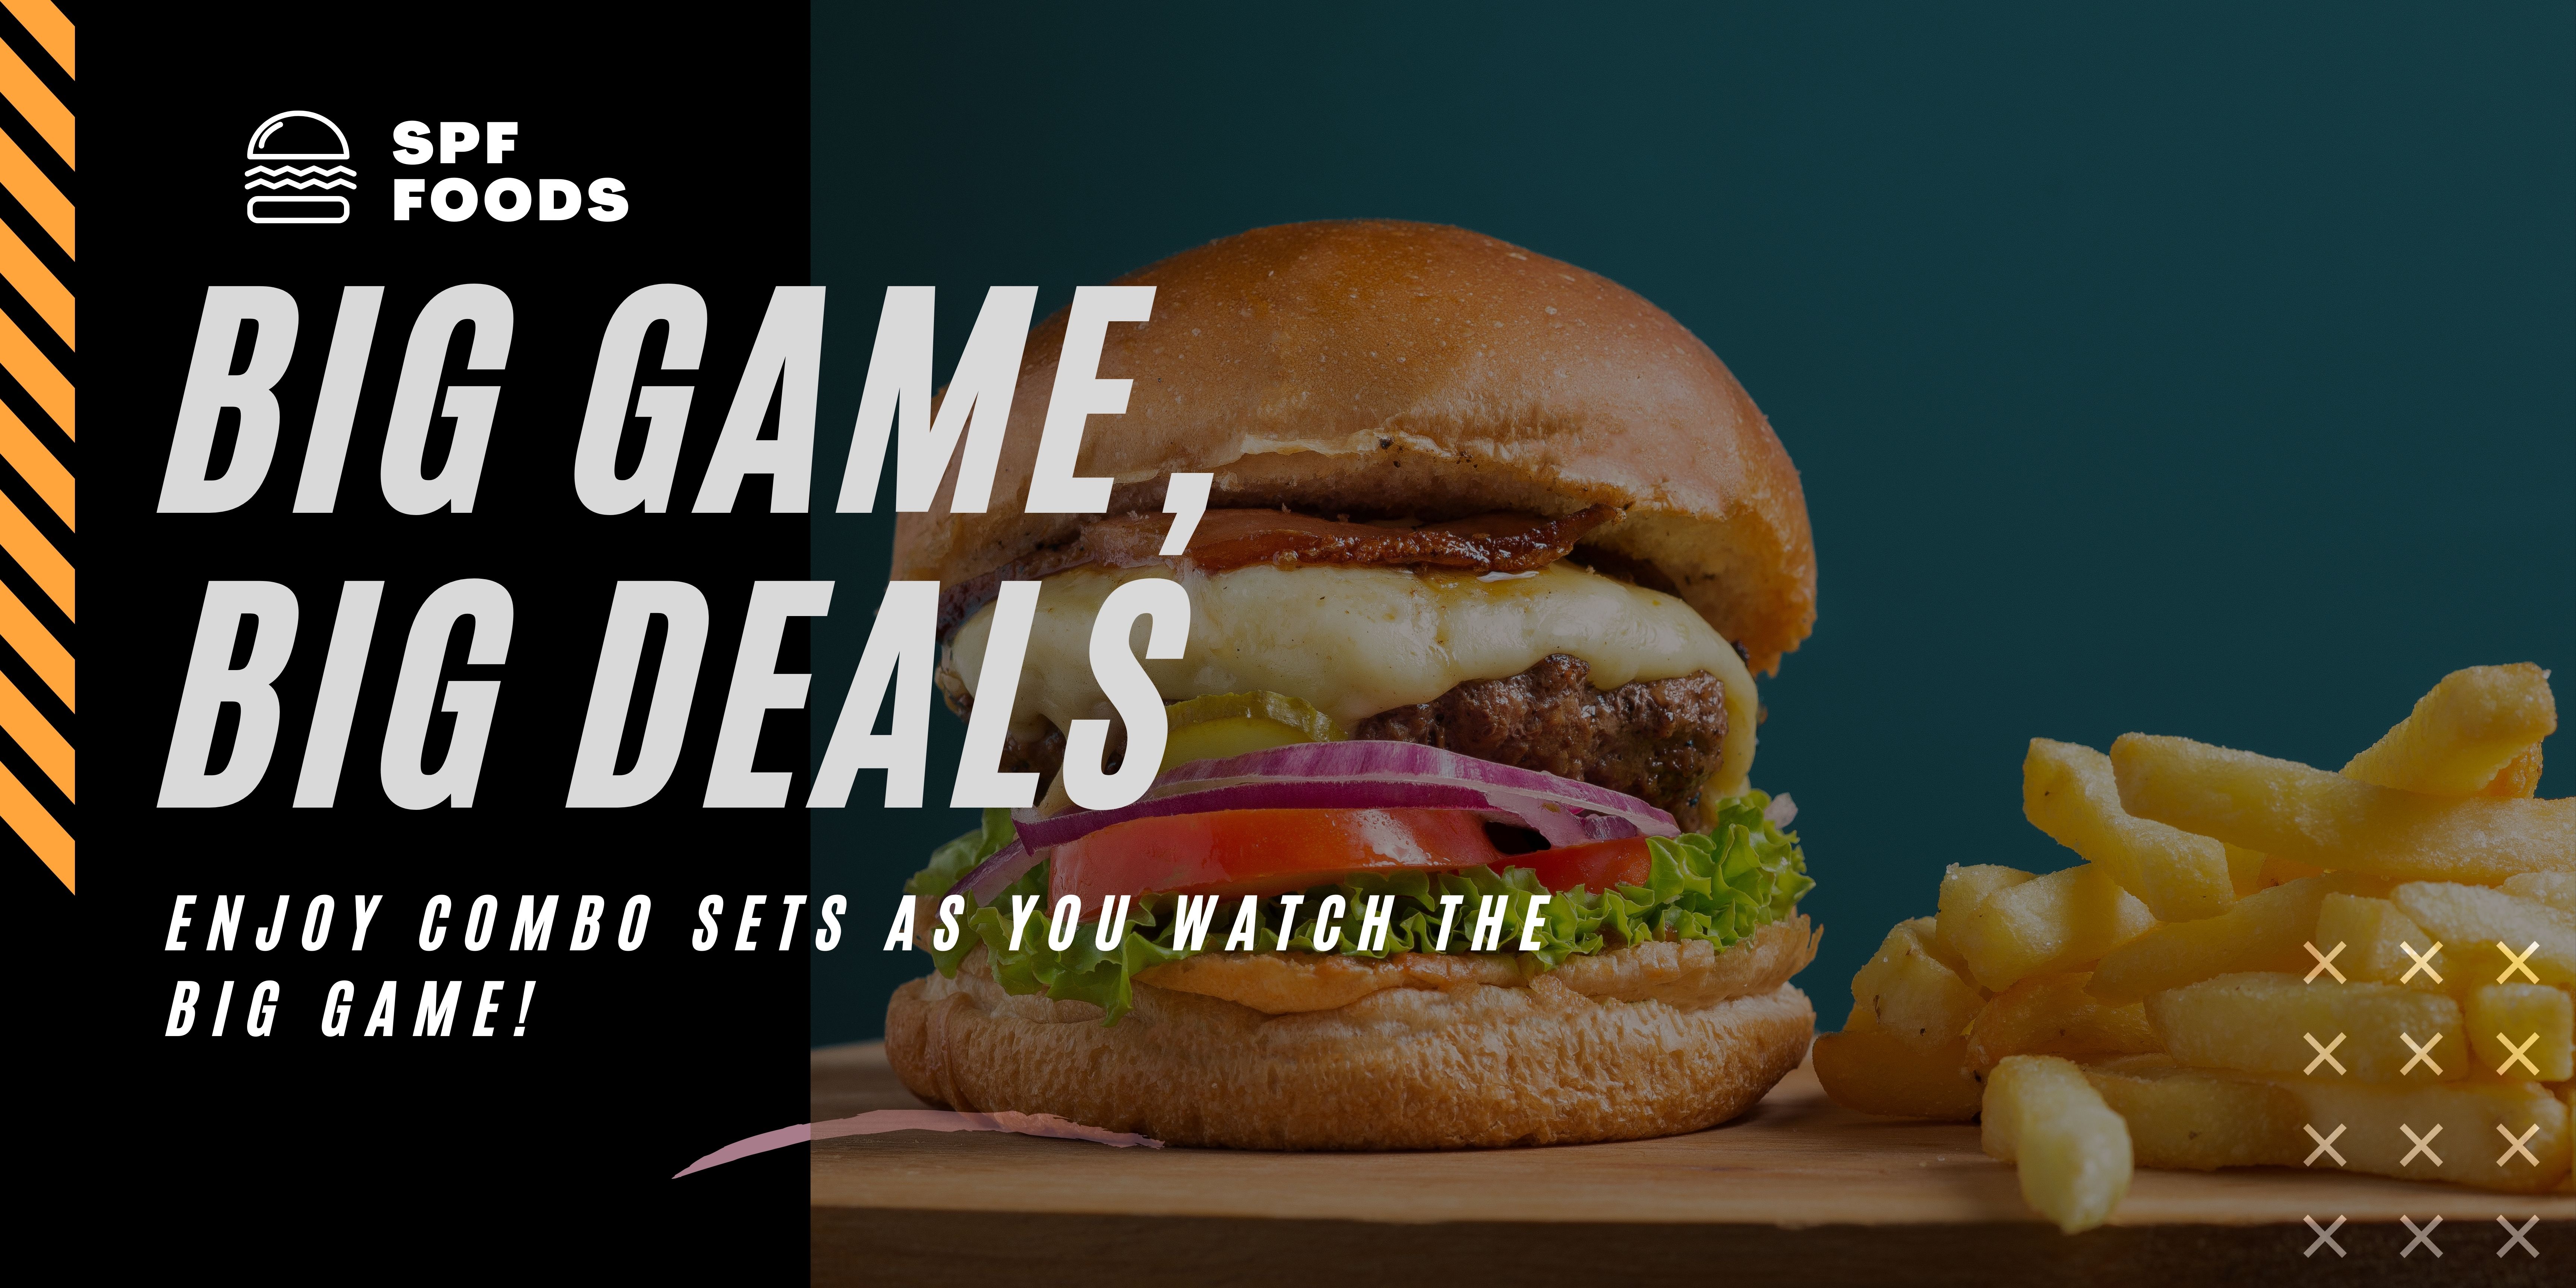 SPF
FOODS
BIG GAME,
BIG DEALS
ENJOY COMBO SETS AS YOU WATCH THE
BIG GAME!